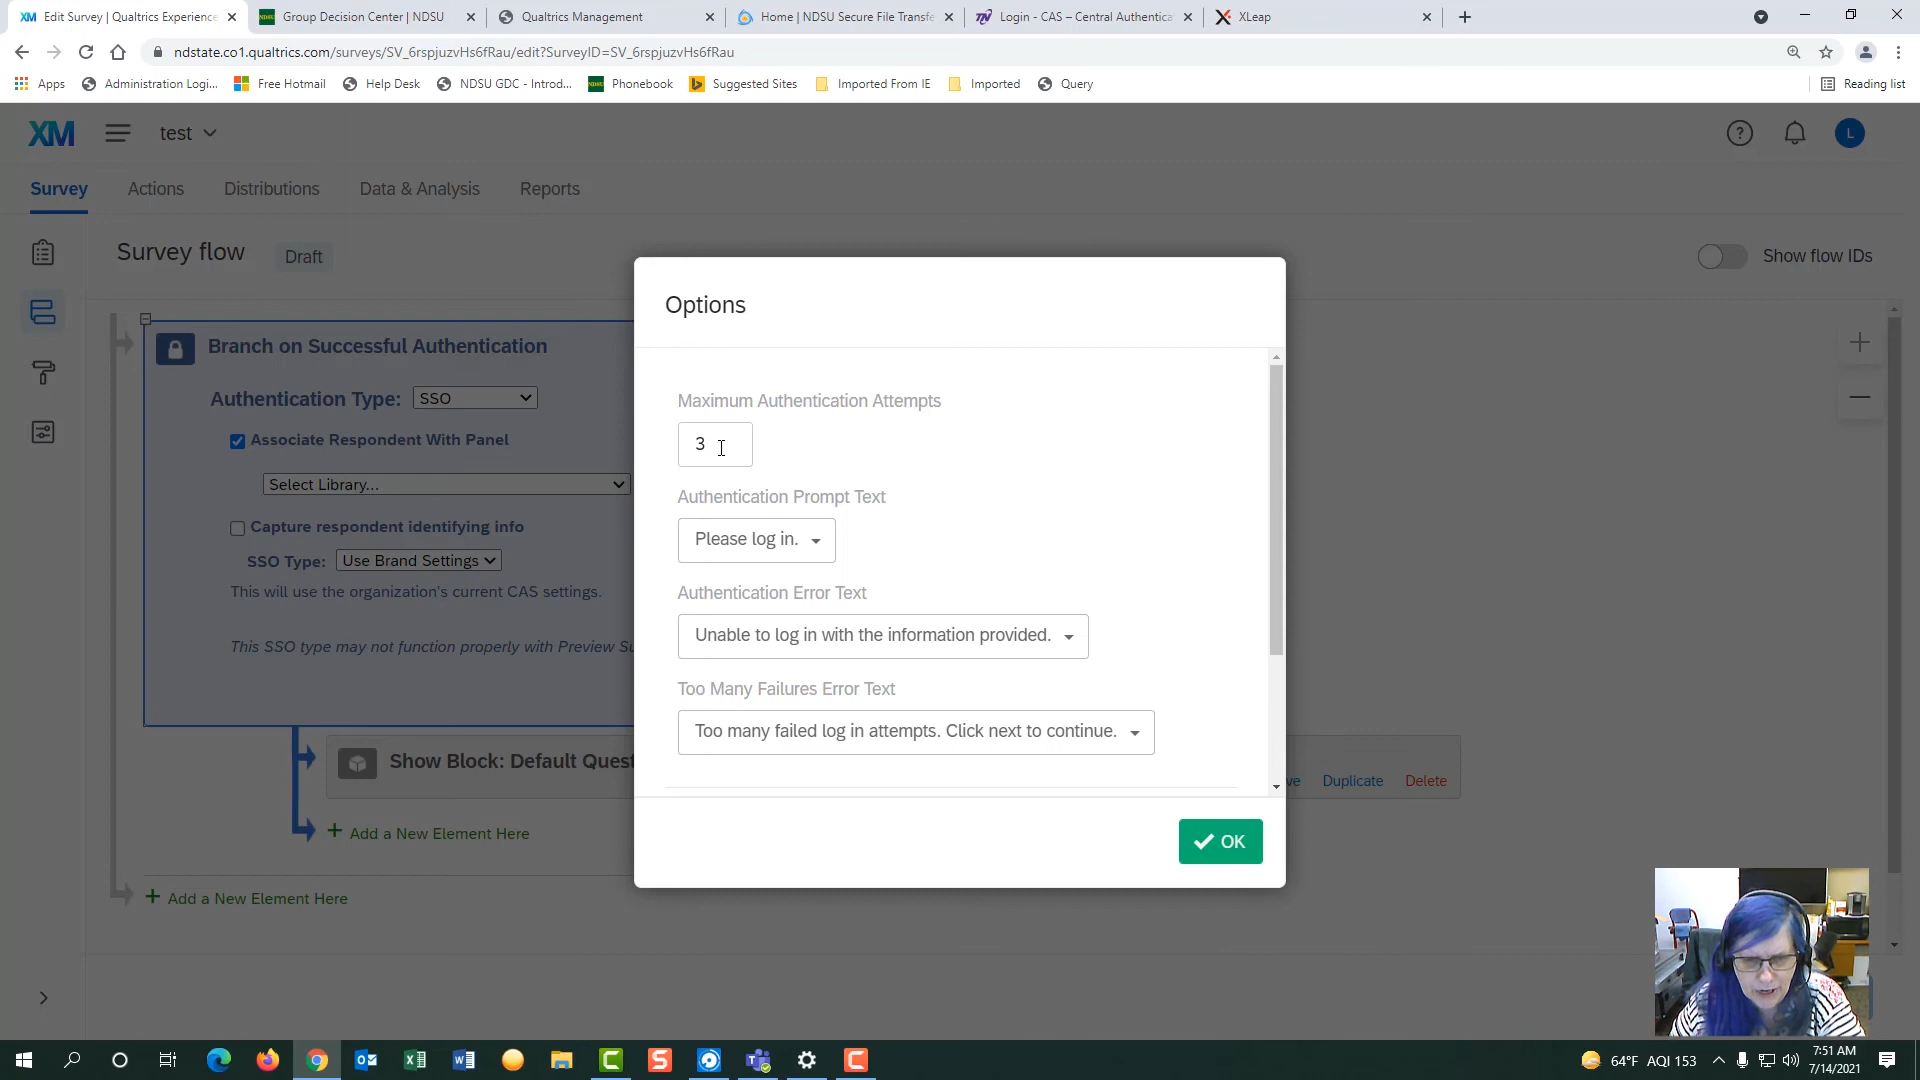 XM Edit Survey | Qualtrics Experience
NDSU Group Decision Center | NDSU
Qualtrics Management
Home | NDSU Secure File Transfe
TN Login - CAS – Central Authentica
XLeap
ndstate.co1.qualtrics.com/surveys/SV_6rspjuzvHs6fRau/edit?SurveyID=SV_6rspjuzvHs6fRau
Apps
Administration Logi...
Free Hotmail
Help Desk
NDSU GDC - Introd...
NDSU Phonebook
Suggested Sites
Imported From IE
Imported
Query
Reading list
XM
test
?
L
Survey
Actions
Distributions
Data & Analysis
Reports
Survey flow
Draft
Show flow IDs
Branch on Successful Authentication
Authentication Type: SSO
Associate Respondent With Panel
Select Library...
Capture respondent identifying info
SSO Type: Use Brand Settings
This will use the organization's current CAS settings.
This SSO type may not function properly with Preview Su
Show Block: Default Quest
ve
Duplicate
Delete
+ Add a New Element Here
+ Add a New Element Here
Options
Maximum Authentication Attempts
3
Authentication Prompt Text
Please log in.
Authentication Error Text
Unable to log in with the information provided.
Too Many Failures Error Text
Too many failed log in attempts. Click next to continue.
OK
64°F AQI 153
7:51 AM
7/14/2021